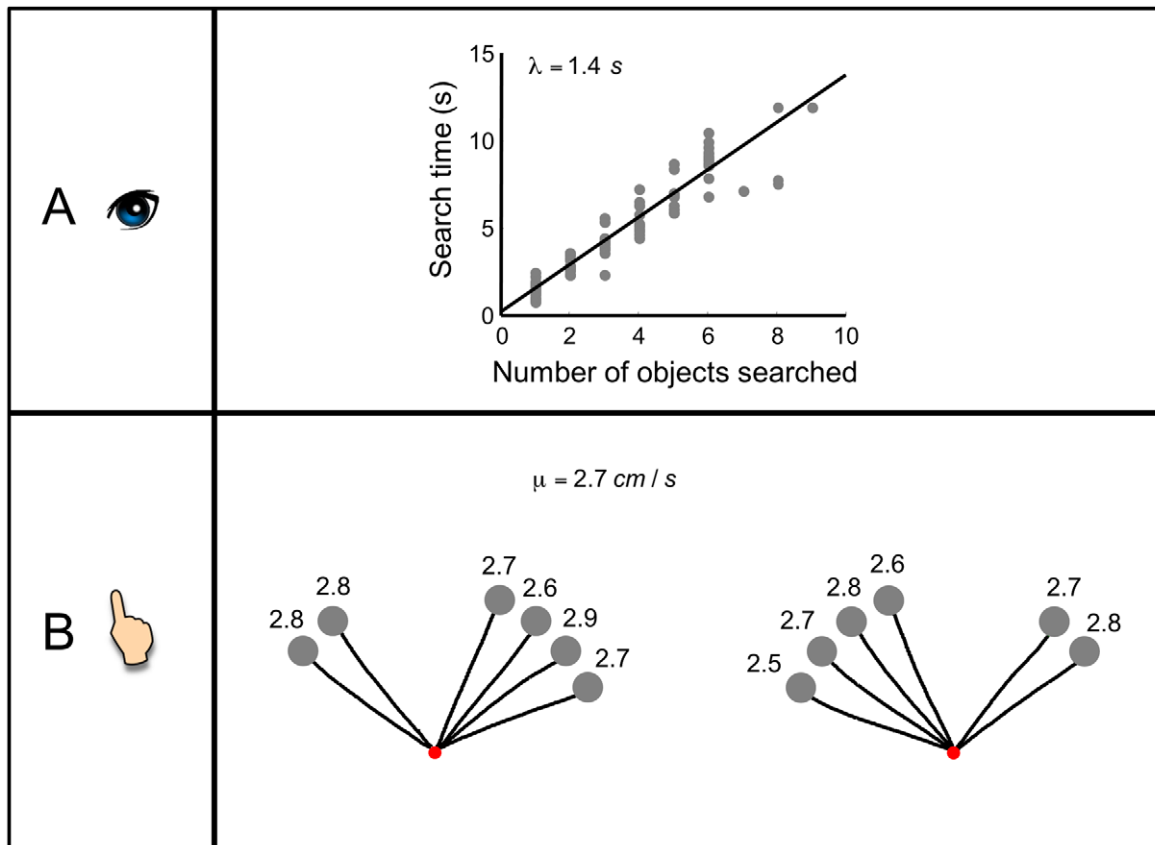 A
λ = 1.4 s
Search time (s)
15
10
5
0
0 2 4 6 8 10
Number of objects searched
B
μ = 2.7 cm / s
2.8 2.8 2.7 2.6 2.9 2.7
2.5 2.7 2.8 2.6 2.7 2.8